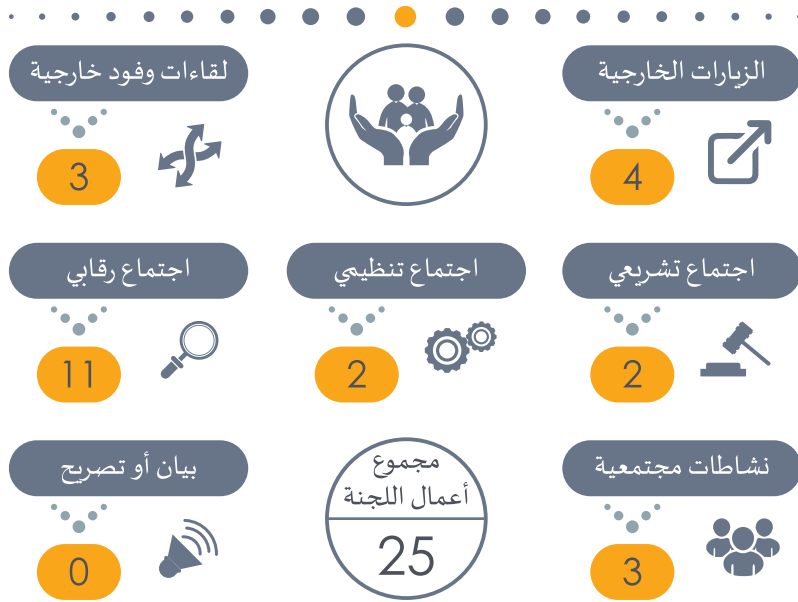 الزيارات الخارجية
4
لقاءات وفود خارجية
3
اجتماع تشريعي
2
اجتماع تنظيمي
2
اجتماع رقابي
11
نشاطات مجتمعية
3
مجموع
أعمال اللجنة
25
بيان أو تصريح
0